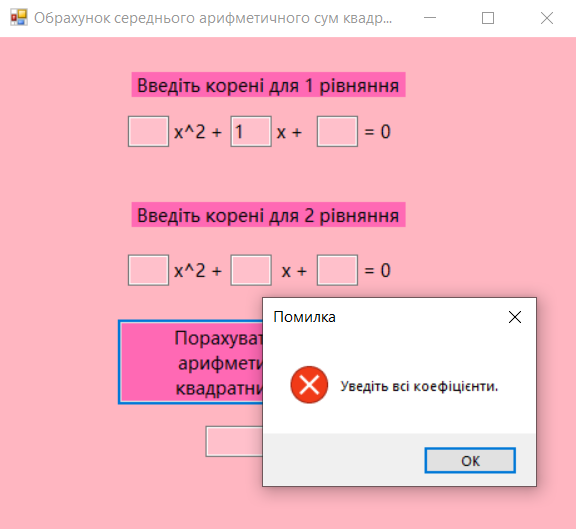 Обрахунок середнього арифметичного сум квадр...
Введіть корені для 1 рівняння
x^2 + 1 x + = 0
Введіть корені для 2 рівняння
x^2 + x + = 0
Помилка
Порахуват
арифмети
квадратни
Уведіть всі коефіцієнти.
ОК